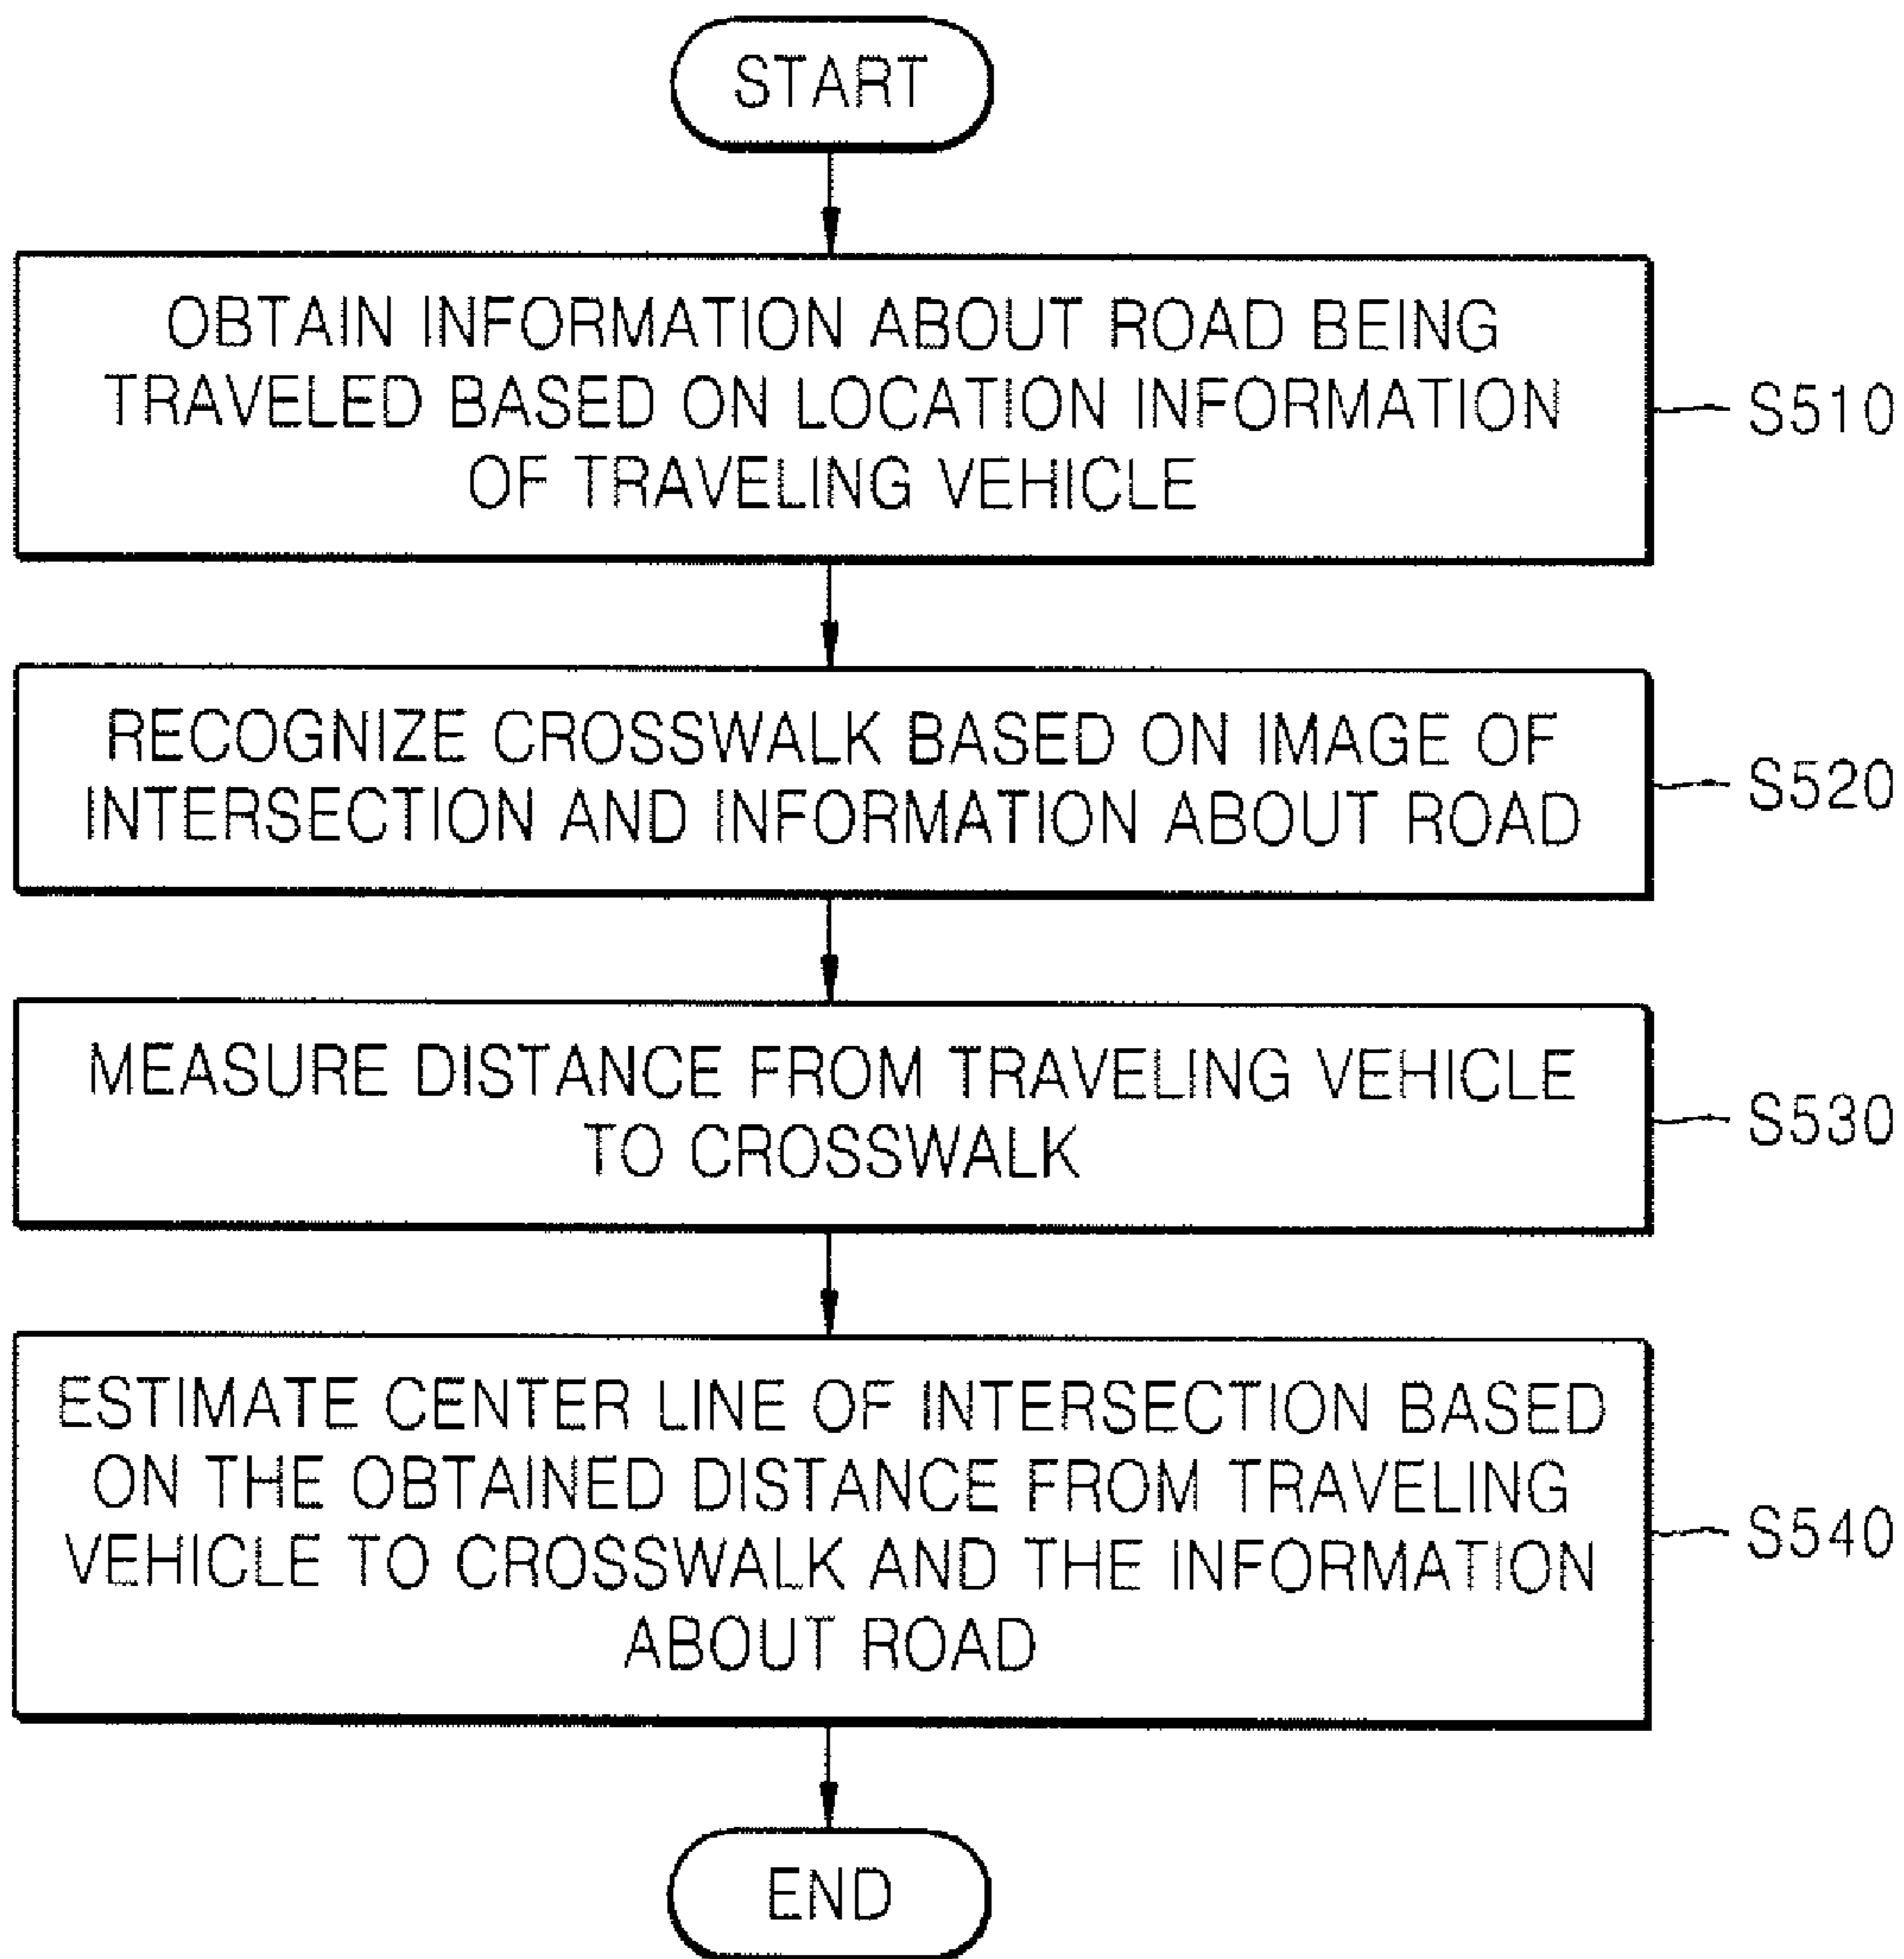 START
OBTAIN INFORMATION ABOUT ROAD BEING
TRAVELED BASED ON LOCATION INFORMATION
OF TRAVELING VEHICLE
S510
RECOGNIZE CROSSWALK BASED ON IMAGE OF
INTERSECTION AND INFORMATION ABOUT ROAD
S520
MEASURE DISTANCE FROM TRAVELING VEHICLE
TO CROSSWALK
S530
ESTIMATE CENTER LINE OF INTERSECTION BASED
ON THE OBTAINED DISTANCE FROM TRAVELING
VEHICLE TO CROSSWALK AND THE INFORMATION
ABOUT ROAD
S540
END